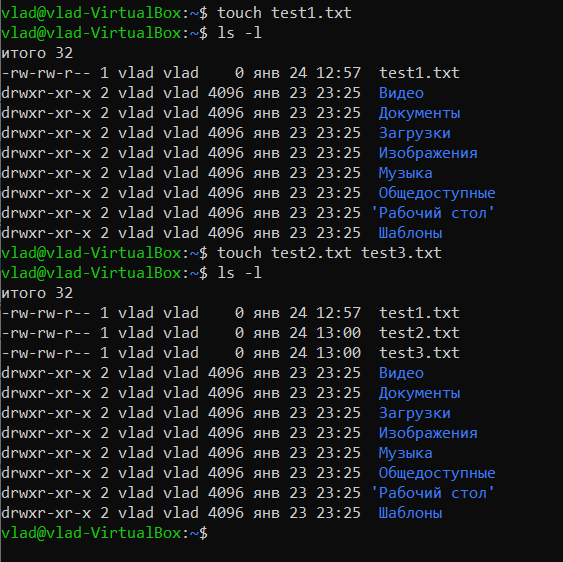 vlad@vlad-VirtualBox:~$ touch test1.txt
vlad@vlad-VirtualBox:~$ ls -l
итого 32
-rw-rw-r-- 1 vlad vlad    0 янв 24 12:57  test1.txt
drwxr-xr-x 2 vlad vlad 4096 янв 23 23:25  Видео
drwxr-xr-x 2 vlad vlad 4096 янв 23 23:25  Документы
drwxr-xr-x 2 vlad vlad 4096 янв 23 23:25  Загрузки
drwxr-xr-x 2 vlad vlad 4096 янв 23 23:25  Изображения
drwxr-xr-x 2 vlad vlad 4096 янв 23 23:25  Музыка
drwxr-xr-x 2 vlad vlad 4096 янв 23 23:25  Общедоступные
drwxr-xr-x 2 vlad vlad 4096 янв 23 23:25 'Рабочий стол'
drwxr-xr-x 2 vlad vlad 4096 янв 23 23:25  Шаблоны
vlad@vlad-VirtualBox:~$ touch test2.txt test3.txt
vlad@vlad-VirtualBox:~$ ls -l
итого 32
-rw-rw-r-- 1 vlad vlad    0 янв 24 12:57  test1.txt
-rw-rw-r-- 1 vlad vlad    0 янв 24 13:00  test2.txt
-rw-rw-r-- 1 vlad vlad    0 янв 24 13:00  test3.txt
drwxr-xr-x 2 vlad vlad 4096 янв 23 23:25  Видео
drwxr-xr-x 2 vlad vlad 4096 янв 23 23:25  Документы
drwxr-xr-x 2 vlad vlad 4096 янв 23 23:25  Загрузки
drwxr-xr-x 2 vlad vlad 4096 янв 23 23:25  Изображения
drwxr-xr-x 2 vlad vlad 4096 янв 23 23:25  Музыка
drwxr-xr-x 2 vlad vlad 4096 янв 23 23:25  Общедоступные
drwxr-xr-x 2 vlad vlad 4096 янв 23 23:25 'Рабочий стол'
drwxr-xr-x 2 vlad vlad 4096 янв 23 23:25  Шаблоны
vlad@vlad-VirtualBox:~$